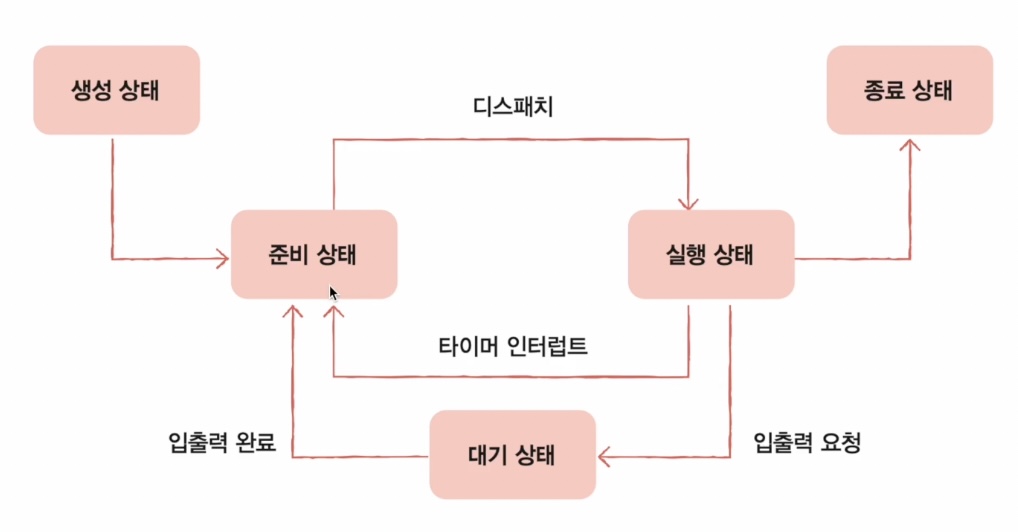 생성 상태
종료 상태
디스패치
준비 상태
실행 상태
타이머 인터럽트
입출력 완료
대기 상태
입출력 요청